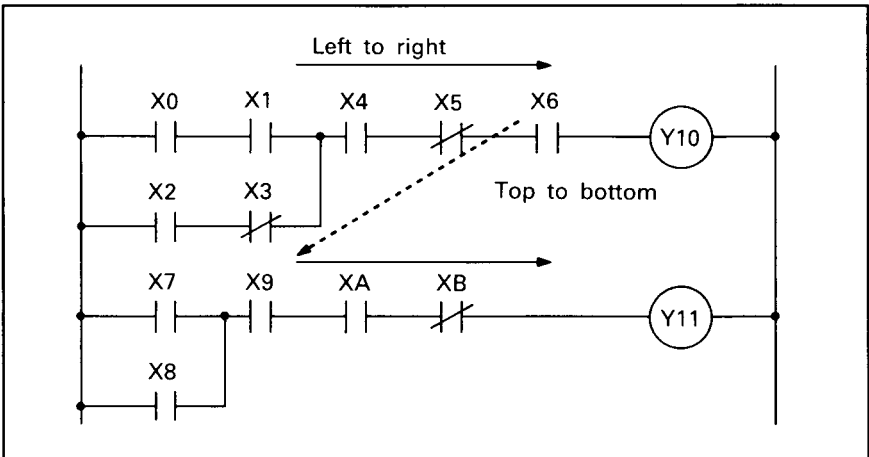 Left to right
X0 X1 X4 X5 X6
Y10
X2 X3
Top to bottom
X7 X9 XA XB
Y11
X8